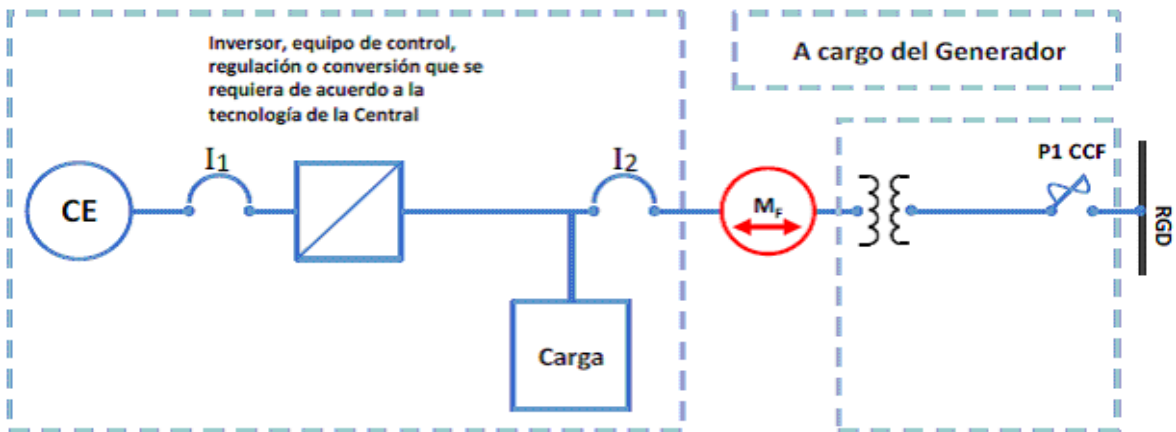 Inversor, equipo de control,
regulación o conversión que se
requiera de acuerdo a la
tecnología de la Central
A cargo del Generador
I1
I2
P1 CCF
CE
MF
RGD
Carga